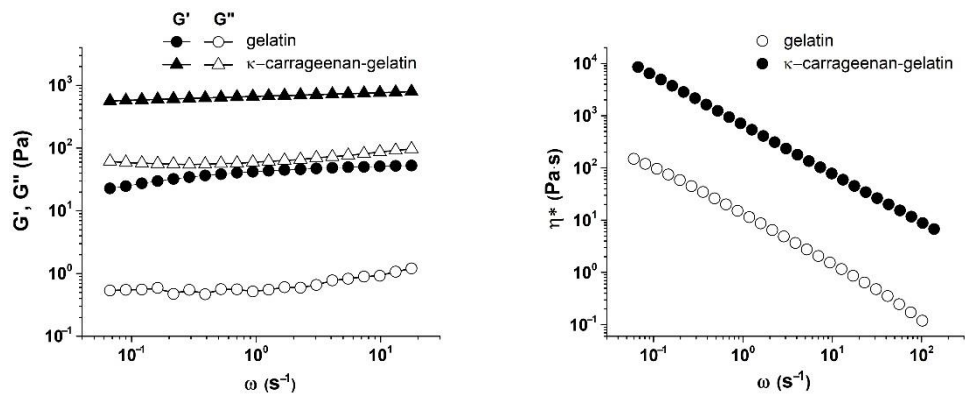 G' G"
gelatin
κ–carrageenan-gelatin
G', G" (Pa)
10³
10²
10¹
10⁰
10⁻¹
10⁻¹ 10⁰ 10¹
ω (s⁻¹)
gelatin
κ–carrageenan-gelatin
η* (Pa·s)
10⁴
10³
10²
10¹
10⁰
10⁻¹
10⁻¹ 10⁰ 10¹ 10²
ω (s⁻¹)